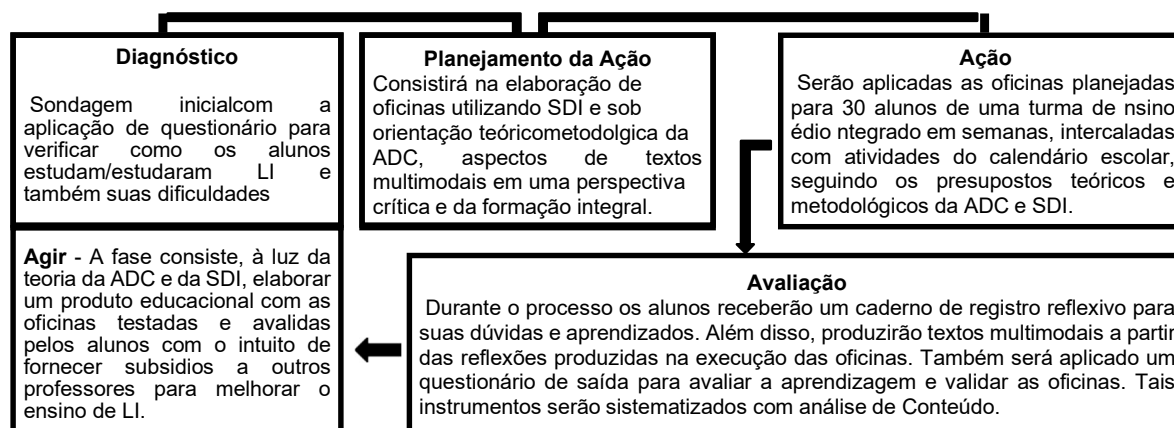 Diagnóstico
Sondagem inicialcom a
aplicação de questionário para
verificar como os alunos
estudam/estudaram LI e
também suas dificuldades
Planejamento da Ação
Consistirá na elaboração de
oficinas utilizando SDI e sob
orientação teóricometodolgica da
ADC, aspectos de textos
multimodais em uma perspectiva
crítica e da formação integral.
Ação
Serão aplicadas as oficinas planejadas
para 30 alunos de uma turma de nsino
édio ntegrado em semanas, intercaladas
com atividades do calendário escolar,
seguindo os presupostos teóricos e
metodológicos da ADC e SDI.
Agir - A fase consiste, à luz da
teoria da ADC e da SDI, elaborar
um produto educacional com as
oficinas testadas e avalidas
pelos alunos com o intuito de
fornecer subsidios a outros
professores para melhorar o
ensino de LI.
Avaliação
Durante o processo os alunos receberão um caderno de registro reflexivo para
suas dúvidas e aprendizados. Além disso, produzirão textos multimodais a partir
das reflexões produzidas na execução das oficinas. Também será aplicado um
questionário de saída para avaliar a aprendizagem e validar as oficinas. Tais
instrumentos serão sistematizados com análise de Conteúdo.